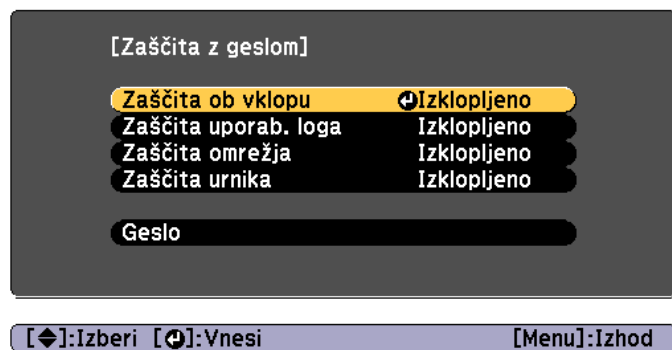 [Zaščita z geslom]
Zaščita ob vklopu Izklopljeno
Zaščita uporab. loga Izklopljeno
Zaščita omrežja Izklopljeno
Zaščita urnika Izklopljeno
Geslo
[◆]:Izberi [↵]:Vnesi [Menu]:Izhod